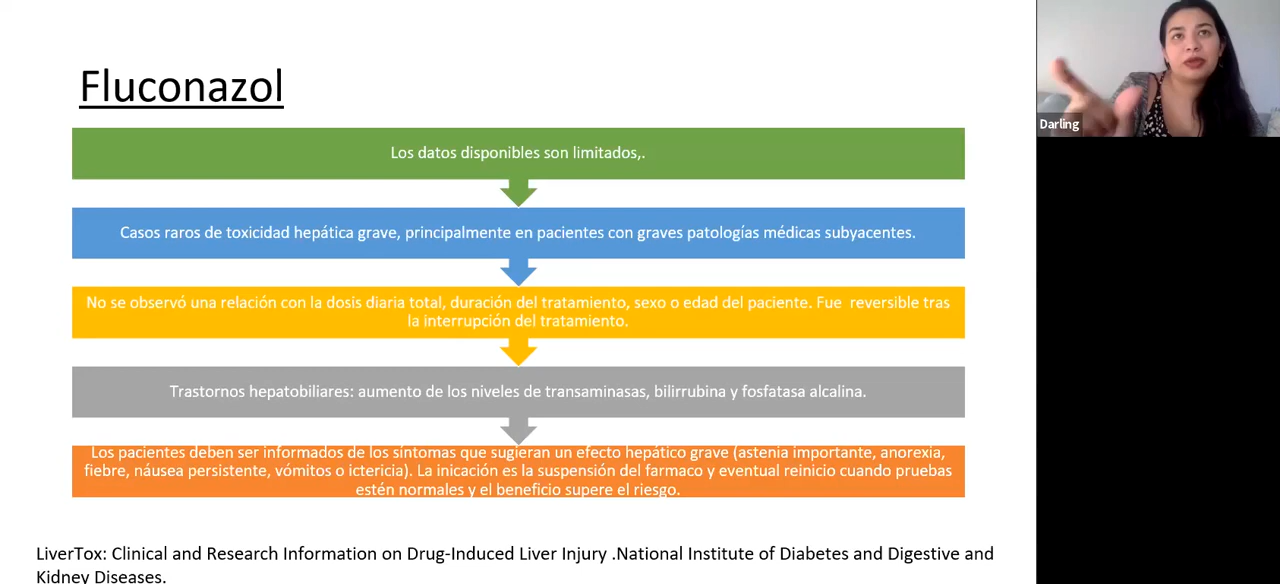 Fluconazol
Los datos disponibles son limitados,.
Casos raros de toxicidad hepática grave, principalmente en pacientes con graves patologías médicas subyacentes.
No se observó una relación con la dosis diaria total, duración del tratamiento, sexo o edad del paciente. Fue  reversible tras
la interrupción del tratamiento.
Trastornos hepatobiliares: aumento de los niveles de transaminasas, bilirrubina y fosfatasa alcalina.
Los pacientes deben ser informados de los síntomas que sugieran un efecto hepático grave (astenia importante, anorexia,
fiebre, náusea persistente, vómitos o ictericia). La inicación es la suspensión del farmaco y eventual reinicio cuando pruebas
estén normales y el beneficio supere el riesgo.
LiverTox: Clinical and Research Information on Drug-Induced Liver Injury .National Institute of Diabetes and Digestive and
Kidney Diseases.
Darling